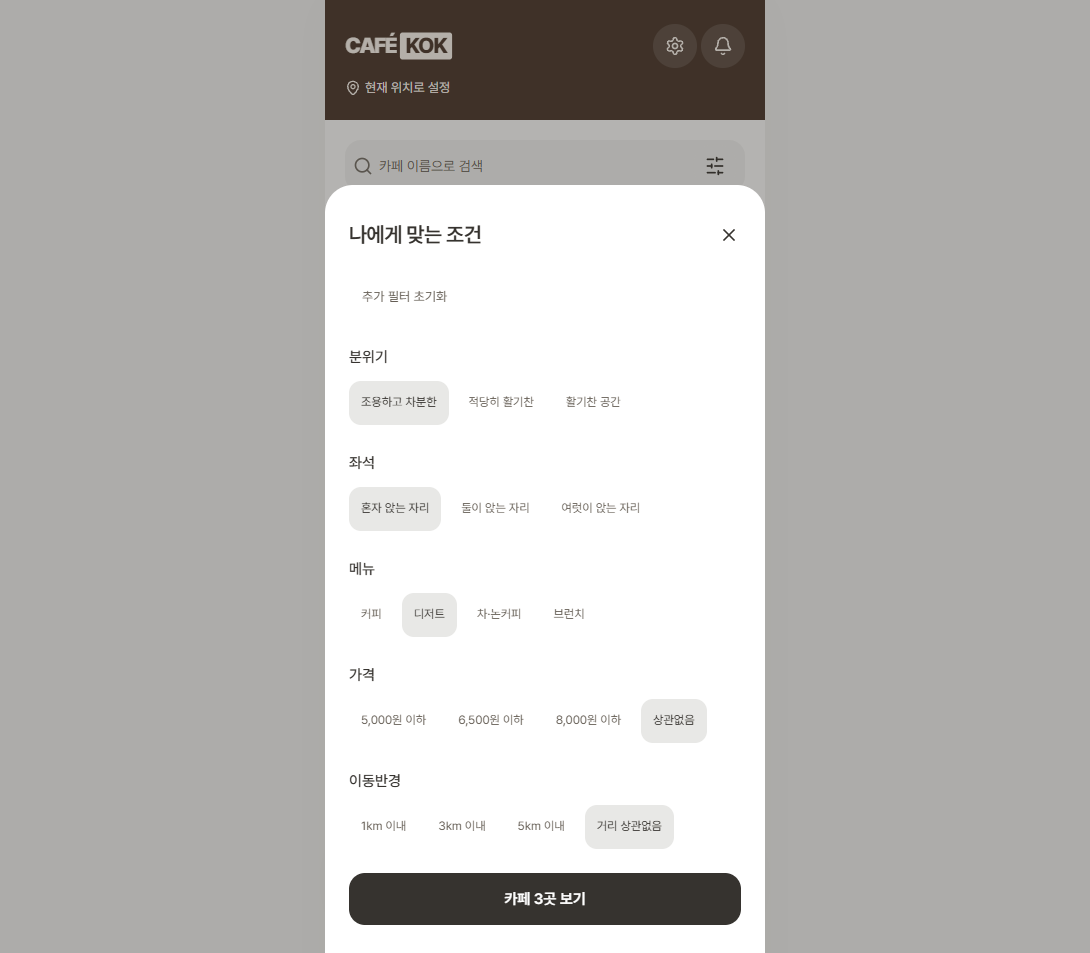 CAFÉ KOK
현재 위치로 설정
카페 이름으로 검색
나에게 맞는 조건
추가 필터 초기화
분위기
조용하고 차분한 적당히 활기찬 활기찬 공간
좌석
혼자 앉는 자리 둘이 앉는 자리 여럿이 앉는 자리
메뉴
커피 디저트 차·논커피 브런치
가격
5,000원 이하 6,500원 이하 8,000원 이하 상관없음
이동반경
1km 이내 3km 이내 5km 이내 거리 상관없음
카페 3곳 보기